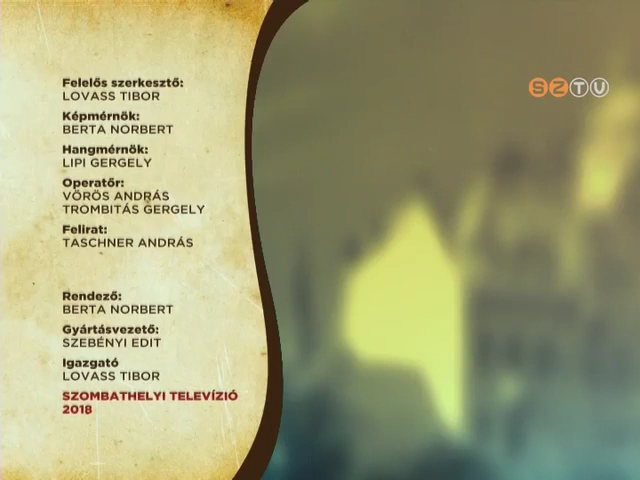 Felelős szerkesztő:
LOVASS TIBOR
Képmérnök:
BERTA NORBERT
Hangmérnök:
LIPI GERGELY
Operatőr:
VÖRÖS ANDRÁS
TROMBITÁS GERGELY
Felirat:
TASCHNER ANDRÁS
Rendező:
BERTA NORBERT
Gyártásvezető:
SZEBÉNYI EDIT
Igazgató
LOVASS TIBOR
SZOMBATHELYI TELEVÍZIÓ
2018
SZTV